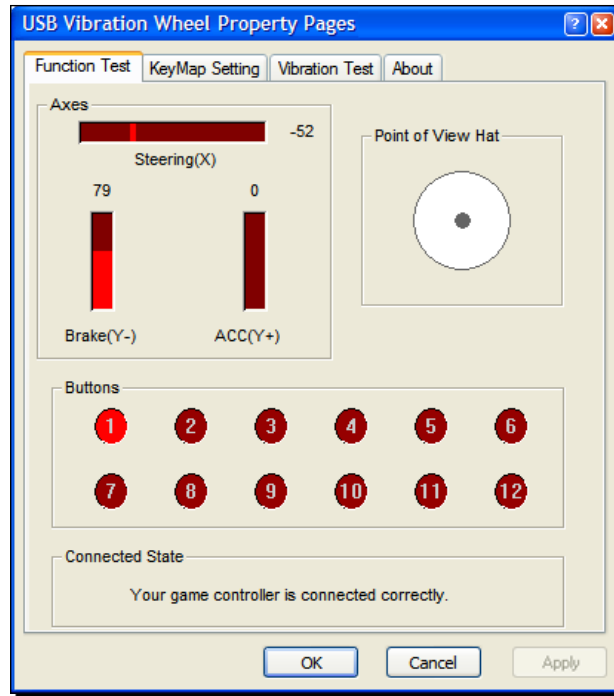 USB Vibration Wheel Property Pages
Function Test KeyMap Setting Vibration Test About
Axes
-52
Steering(X)
79 0
Brake(Y-) ACC(Y+)
Point of View Hat
Buttons
1 2 3 4 5 6
7 8 9 10 11 12
Connected State
Your game controller is connected correctly.
OK Cancel Apply